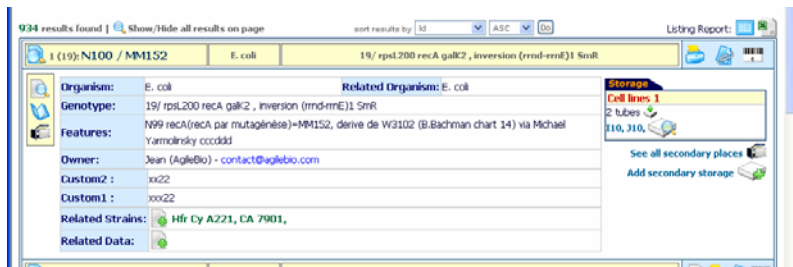 934 results found | Show/Hide all results on page sort results by id ASC Do Listing Report:
1 (19): N100 / MM152 E. coli 19/ rpsL200 recA galK2 , inversion (rrnd-rrnE)1 SmR
Organism: E. coli Related Organism: E. coli
Genotype: 19/ rpsL200 recA galK2 , inversion (rrnd-rrnE)1 SmR
Features: N99 recA(recA par mutagénèse)=MM152, derive de W3102 (B.Bachman chart 14) via Michael
Yarmolinsky cccddd
Owner: Jean (AgileBio) - contact@agilebio.com
Custom2 : xx22
Custom1 : xxx22
Related Strains: Hfr Cy A221, CA 7901,
Related Data:
Storage
Cell lines 1
2 tubes
I10, J10,
See all secondary places
Add secondary storage